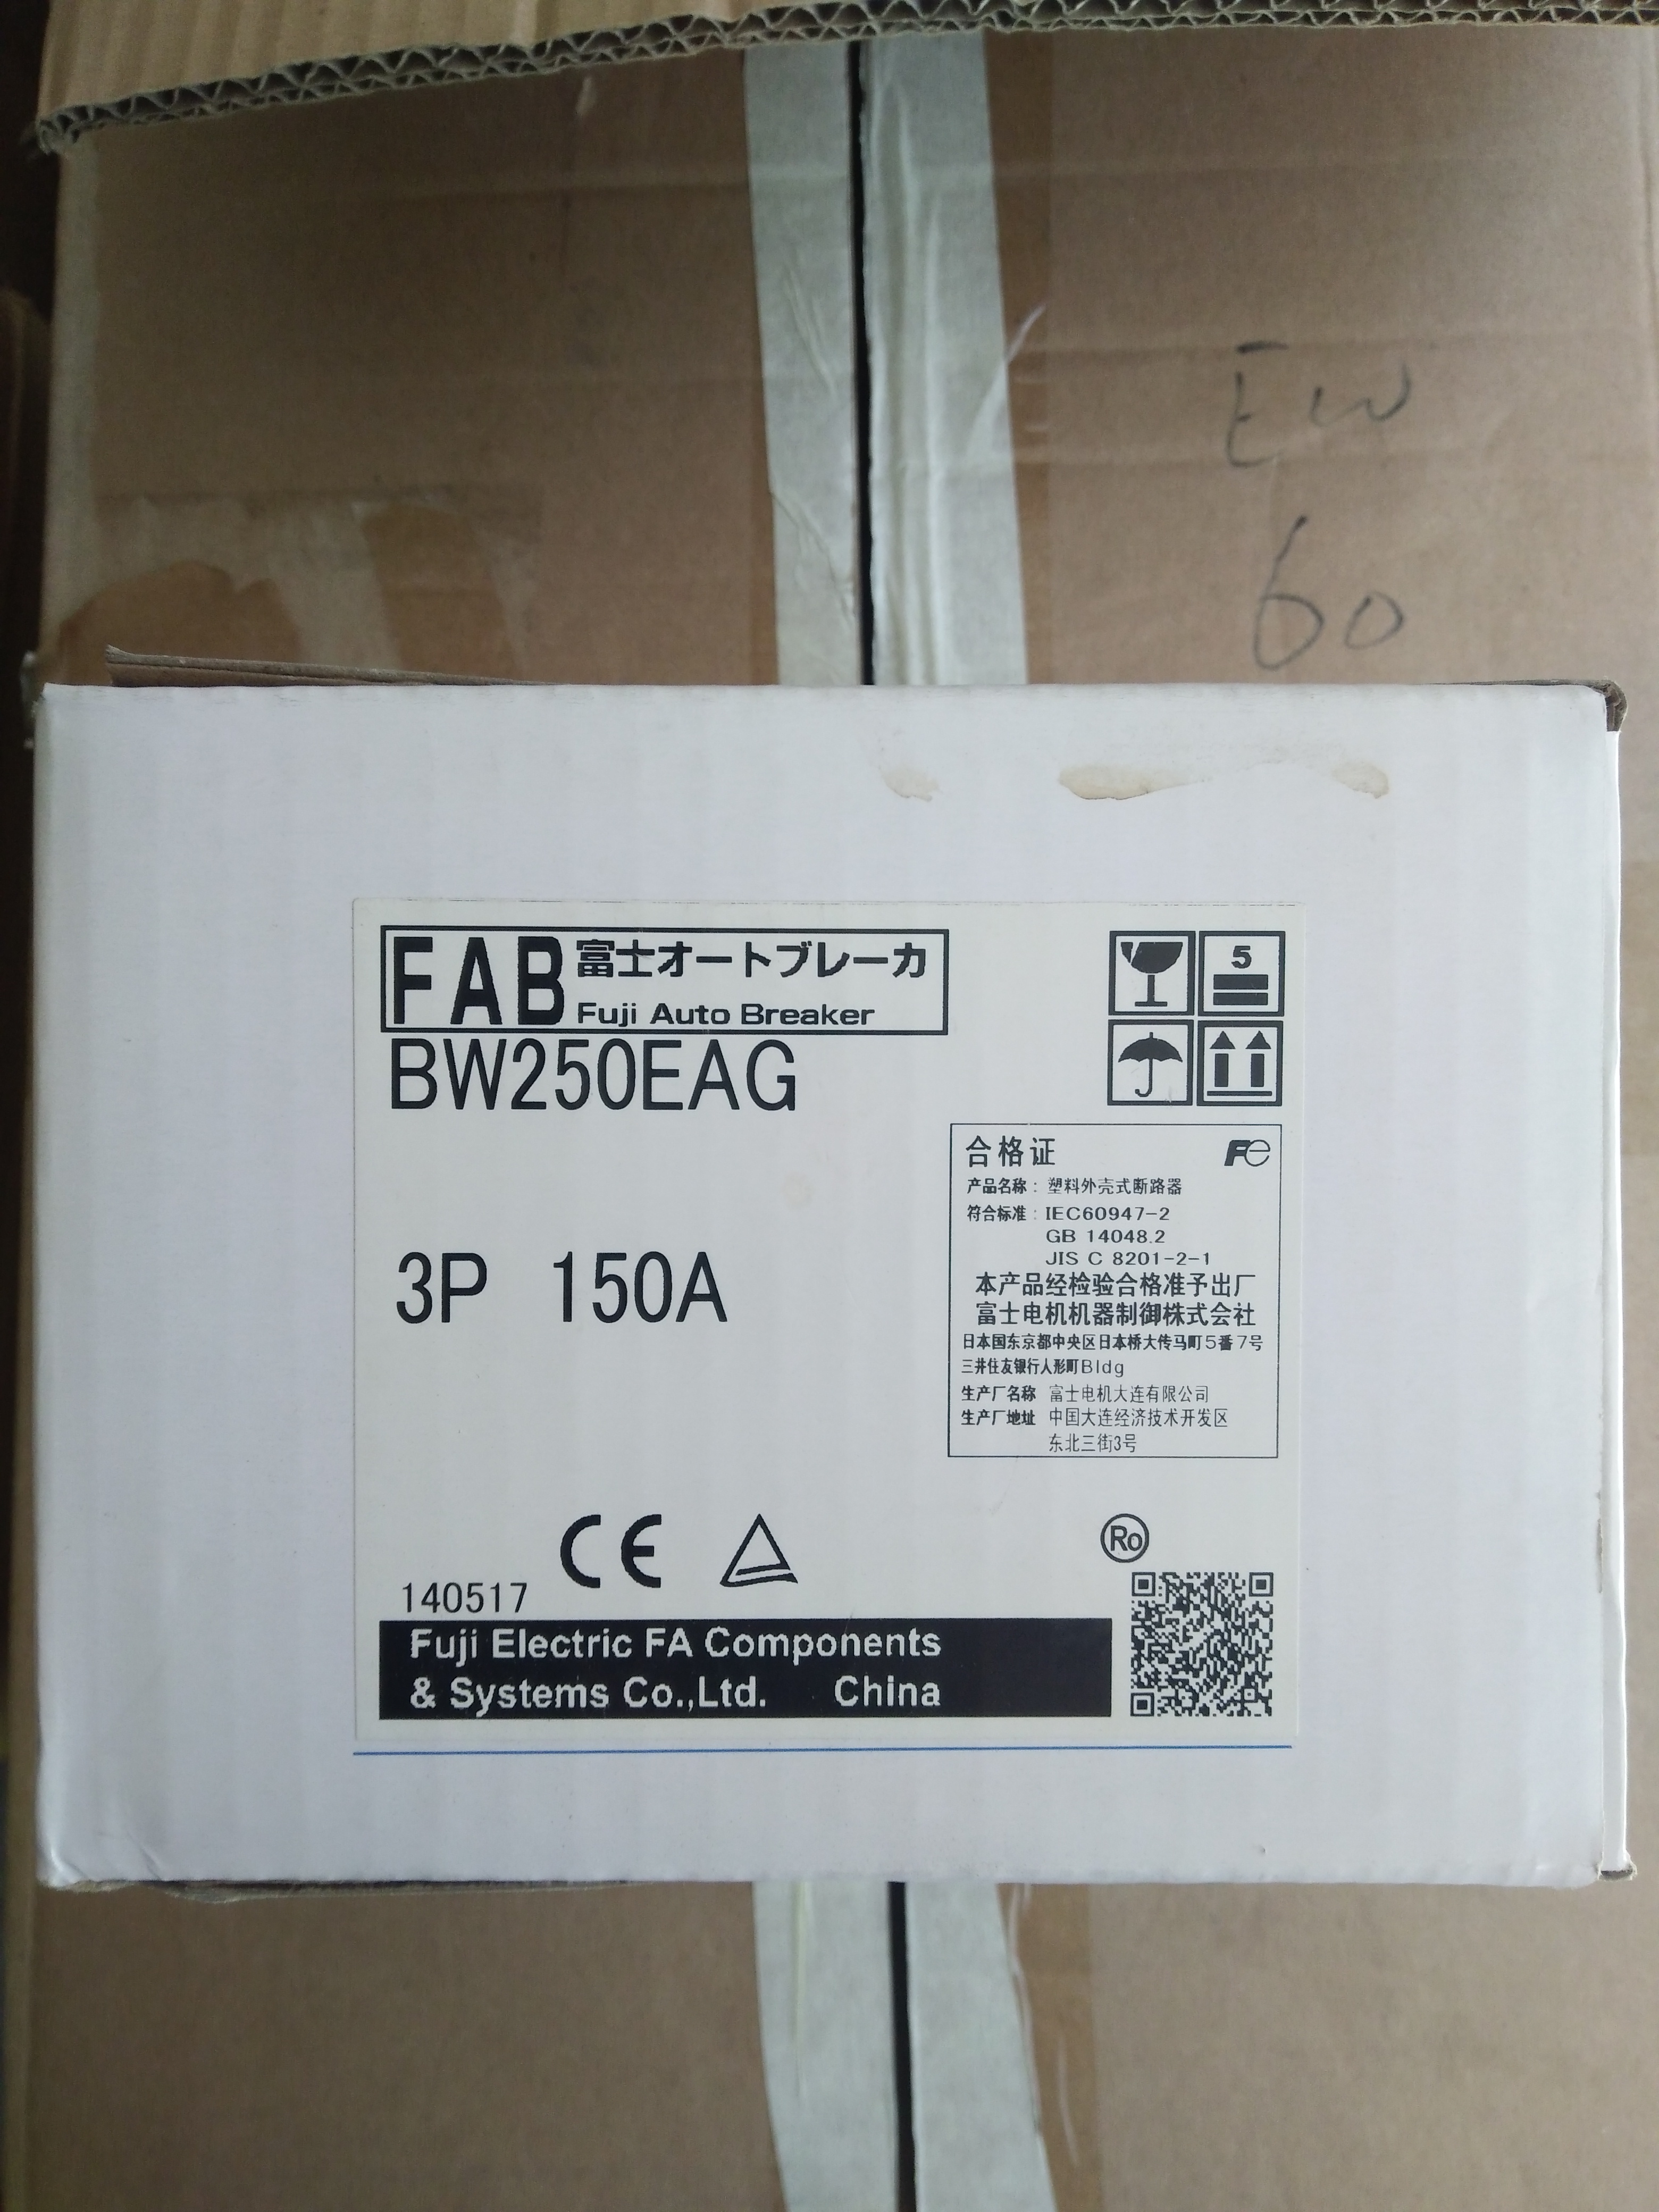 EW
60
FAB 富士オートブレーカ
Fuji Auto Breaker
BW250EAG
5
3P 150A
合格证 Fe
产品名称: 塑料外壳式断路器
符合标准: IEC60947-2
GB 14048.2
JIS C 8201-2-1
本产品经检验合格准予出厂
富士电机机器制御株式会社
日本国东京都中央区日本桥大传马町5番7号
三井住友银行人形町Bldg
生产厂名称 富士电机大连有限公司
生产厂地址 中国大连经济技术开发区
东北三街3号
CE
Ro
140517
Fuji Electric FA Components
& Systems Co.,Ltd. China